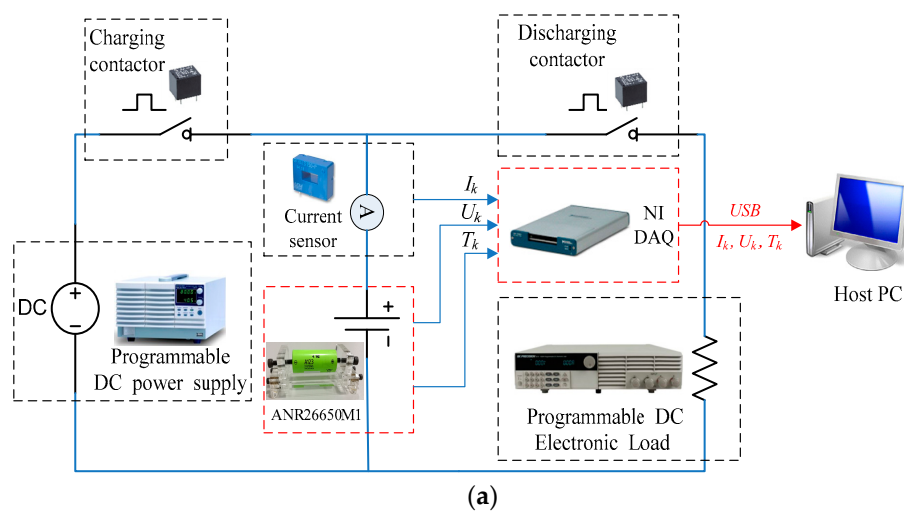 Charging
contactor
Discharging
contactor
Current
sensor
A
I_k
U_k
T_k
NI
DAQ
USB
I_k, U_k, T_k
Host PC
DC
+
−
Programmable
DC power supply
+
−
ANR26650M1
Programmable DC
Electronic Load
(a)